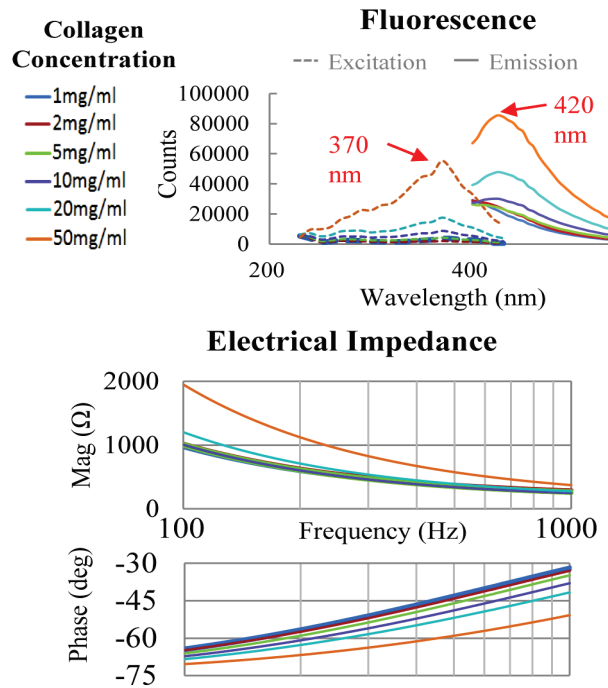 Collagen
Concentration
1mg/ml
2mg/ml
5mg/ml
10mg/ml
20mg/ml
50mg/ml
Fluorescence
Excitation
Emission
Counts
100000
80000
60000
40000
20000
0
370
nm
420
nm
200
400
Wavelength (nm)
Electrical Impedance
Mag (Ω)
2000
1000
0
100
Frequency (Hz)
1000
Phase (deg)
-30
-45
-60
-75